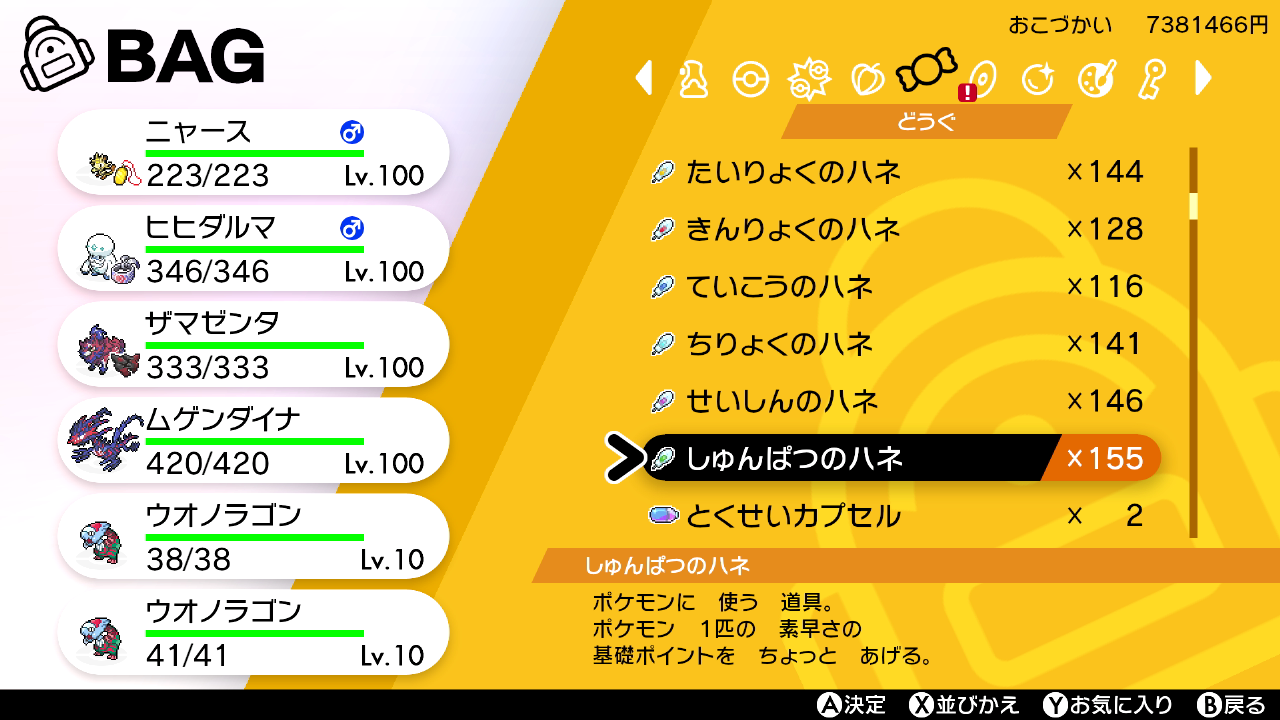 BAG
おこづかい 7381466円
ニャース ♂
223/223 Lv.100
ヒヒダルマ ♂
346/346 Lv.100
ザマゼンタ
333/333 Lv.100
ムゲンダイナ
420/420 Lv.100
ウオノラゴン
38/38 Lv.10
ウオノラゴン
41/41 Lv.10
!
どうぐ
たいりょくのハネ ×144
きんりょくのハネ ×128
ていこうのハネ ×116
ちりょくのハネ ×141
せいしんのハネ ×146
しゅんぱつのハネ ×155
とくせいカプセル × 2
しゅんぱつのハネ
ポケモンに 使う 道具。
ポケモン 1匹の 素早さの
基礎ポイントを ちょっと あげる。
A決定 X並びかえ Yお気に入り B戻る